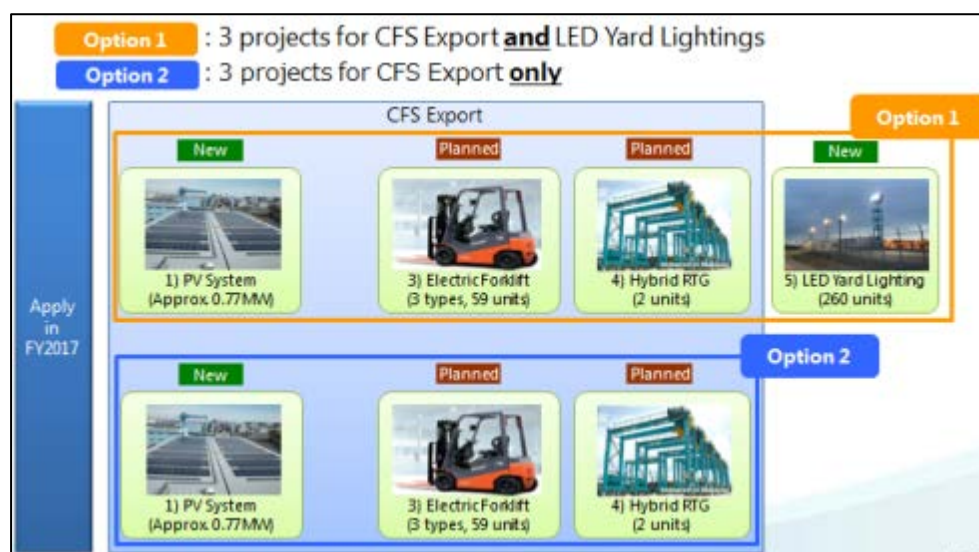 Option 1 : 3 projects for CFS Export and LED Yard Lightings
Option 2 : 3 projects for CFS Export only
CFS Export
Option 1
New
Planned
Planned
New
1) PV System
(Approx. 0.77MW)
3) Electric Forklift
(3 types, 59 units)
4) Hybrid RTG
(2 units)
5) LED Yard Lighting
(260 units)
Apply
in
FY2017
Option 2
New
Planned
Planned
1) PV System
(Approx. 0.77MW)
3) Electric Forklift
(3 types, 59 units)
4) Hybrid RTG
(2 units)